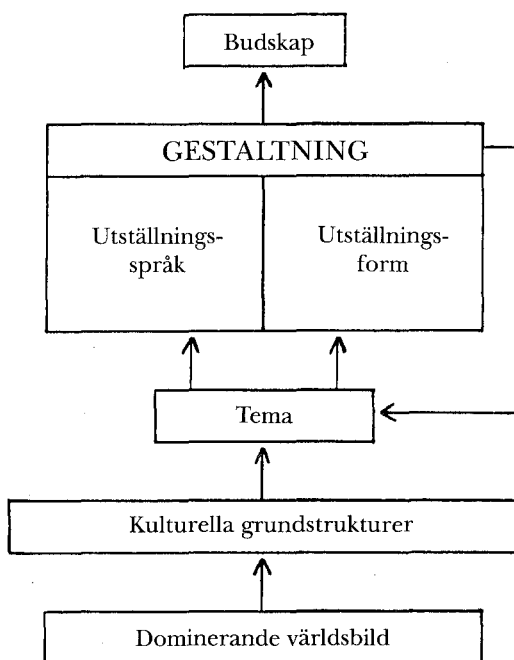 Budskap
GESTALTNING
Utställnings-
språk
Utställnings-
form
Tema
Kulturella grundstrukturer
Dominerande världsbild